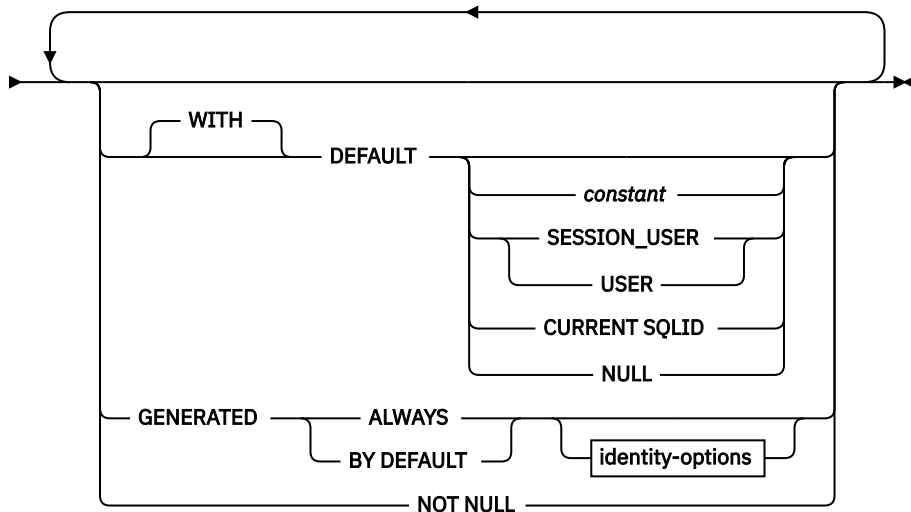 WITH
DEFAULT
constant
SESSION_USER
USER
CURRENT SQLID
NULL
GENERATED ALWAYS
BY DEFAULT
identity-options
NOT NULL